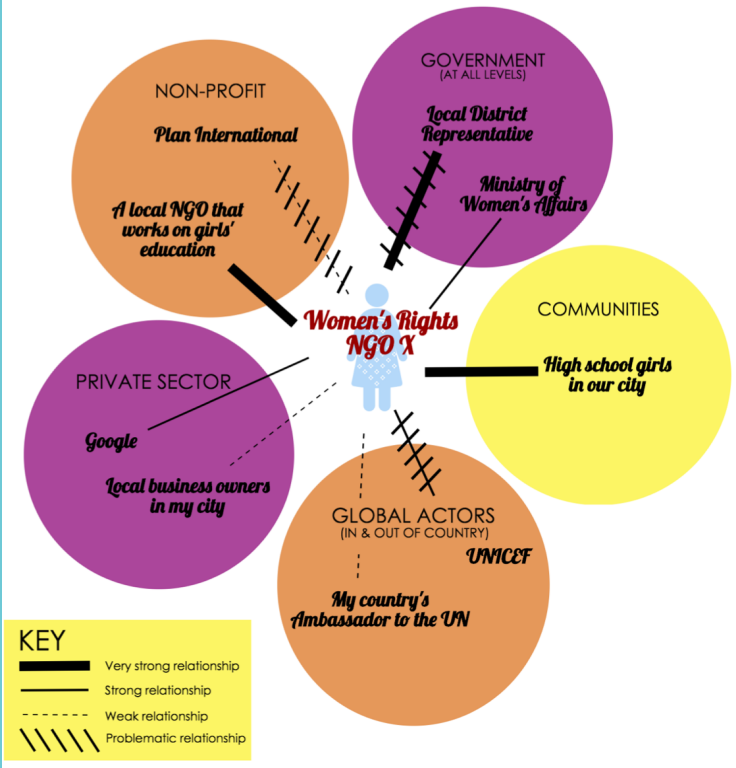 NON-PROFIT
Plan International
A local NGO that
works on girls'
education
GOVERNMENT
(AT ALL LEVELS)
Local District
Representative
Ministry of
Women's Affairs
Women's Rights
NGO X
COMMUNITIES
High school girls
in our city
PRIVATE SECTOR
Google
Local business owners
in my city
GLOBAL ACTORS
(IN & OUT OF COUNTRY)
UNICEF
My country's
Ambassador to the UN
KEY
Very strong relationship
Strong relationship
Weak relationship
Problematic relationship